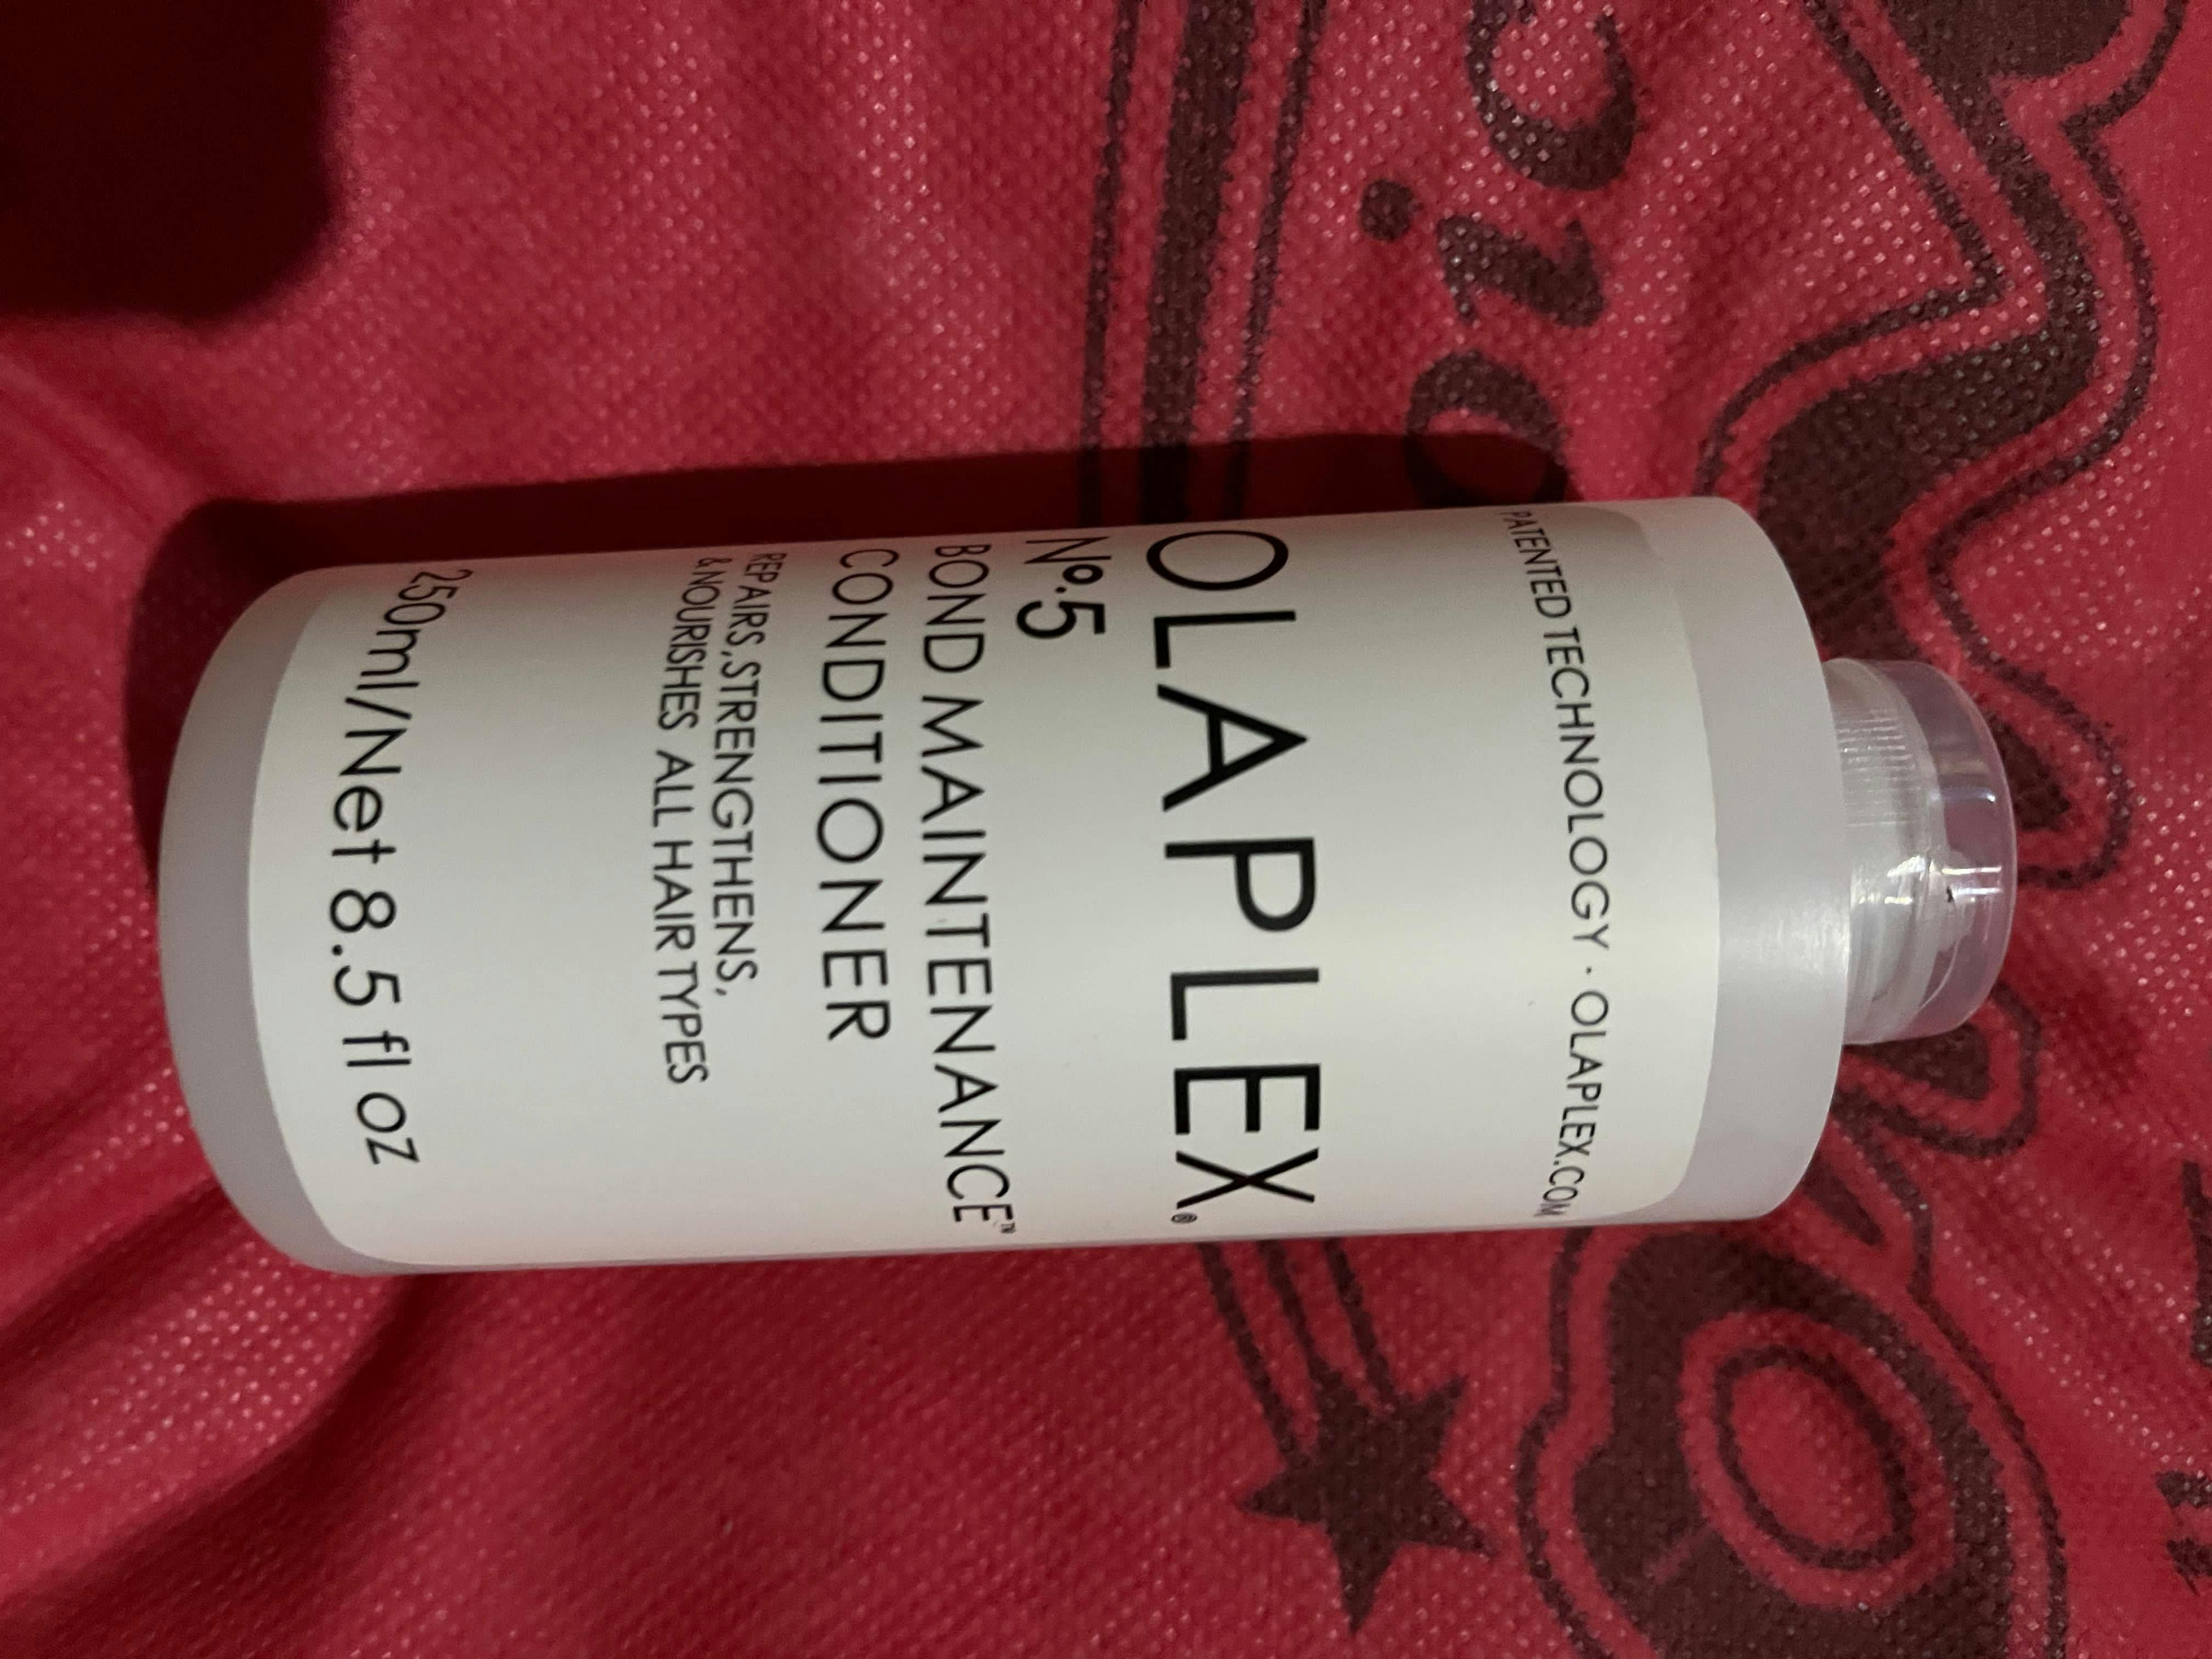 PATENTED TECHNOLOGY · OLAPLEX.COM
OLAPLEX®
Nº.5
BOND MAINTENANCE™
CONDITIONER
REPAIRS, STRENGTHENS,
& NOURISHES ALL HAIR TYPES
250ml/Net 8.5 fl oz